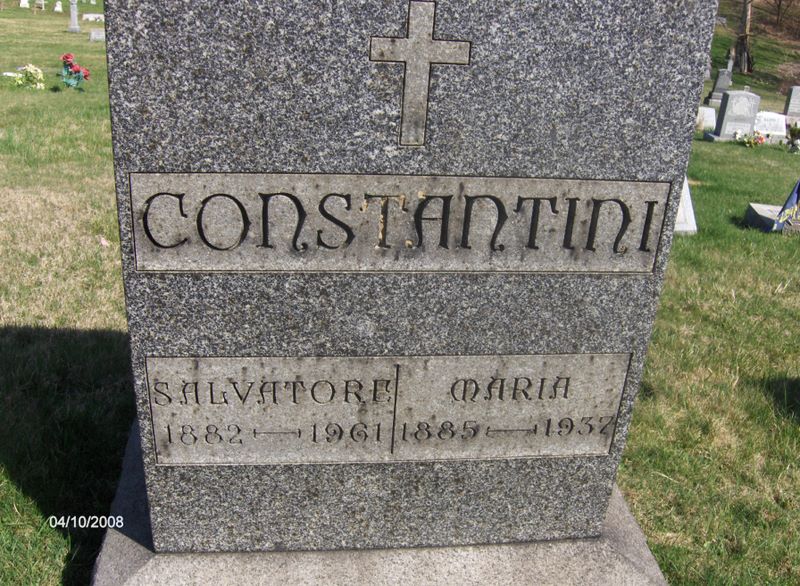 CONSTANTINI
SALVATORE MARIA
1882 — 1961 1885 — 1937
04/10/2008